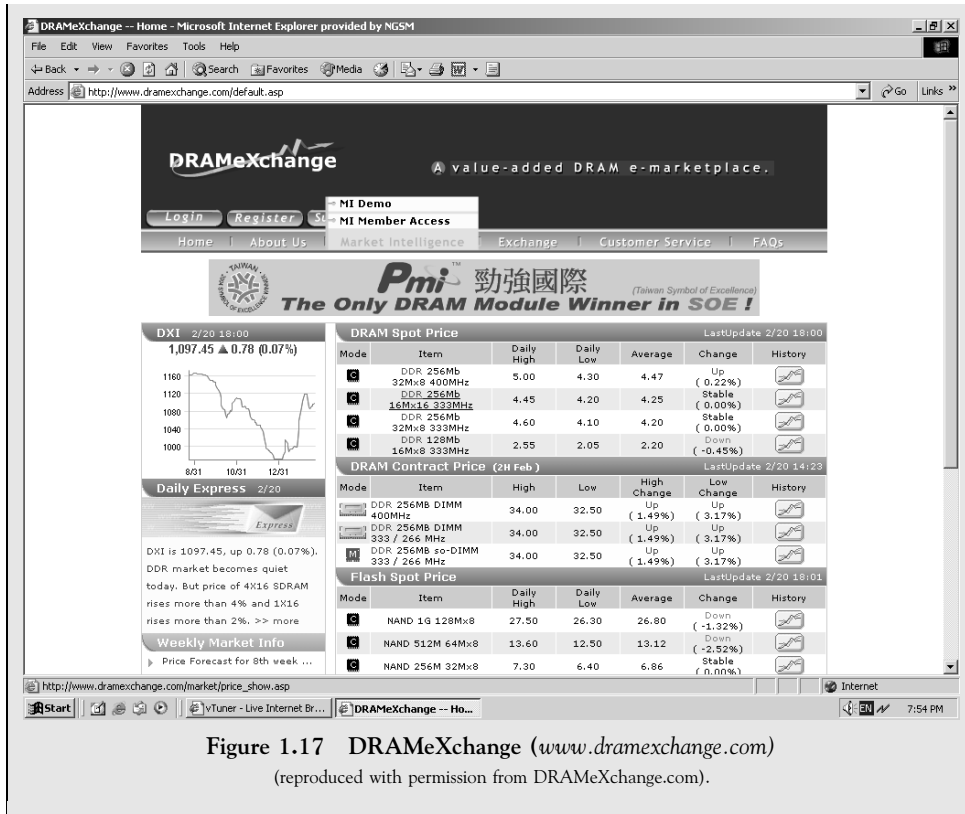 DRAMeXchange -- Home - Microsoft Internet Explorer provided by NGSM
File Edit View Favorites Tools Help
Back Search Favorites Media
Address http://www.dramexchange.com/default.asp Go Links »
DRAMeXchange
A value-added DRAM e-marketplace.
MI Demo
Login Register Su MI Member Access
Home About Us Market Intelligence Exchange Customer Service FAQs
TAIWAN
SYMBOL OF EXCELLENCE
Pmi™ 勁強國際 (Taiwan Symbol of Excellence)
The Only DRAM Module Winner in SOE !
DXI 2/20 18:00
1,097.45 ▲ 0.78 (0.07%)
1160
1120
1080
1040
1000
8/31 10/31 12/31
Daily Express 2/20
Express
DXI is 1097.45, up 0.78 (0.07%).
DDR market becomes quiet
today. But price of 4X16 SDRAM
rises more than 4% and 1X16
rises more than 2%. >> more
Weekly Market Info
Price Forecast for 8th week ...
DRAM Spot Price LastUpdate 2/20 18:00
Mode Item Daily High Daily Low Average Change History
C DDR 256Mb 32Mx8 400MHz 5.00 4.30 4.47 Up ( 0.22%)
C DDR 256Mb 16Mx16 333MHz 4.45 4.20 4.25 Stable ( 0.00%)
C DDR 256Mb 32Mx8 333MHz 4.60 4.10 4.20 Stable ( 0.00%)
C DDR 128Mb 16Mx8 333MHz 2.55 2.05 2.20 Down ( -0.45%)
DRAM Contract Price (2H Feb ) LastUpdate 2/20 14:23
Mode Item High Low High Change Low Change History
DDR 256MB DIMM 400MHz 34.00 32.50 Up ( 1.49%) Up ( 3.17%)
DDR 256MB DIMM 333 / 266 MHz 34.00 32.50 Up ( 1.49%) Up ( 3.17%)
M DDR 256MB so-DIMM 333 / 266 MHz 34.00 32.50 Up ( 1.49%) Up ( 3.17%)
Flash Spot Price LastUpdate 2/20 18:01
Mode Item Daily High Daily Low Average Change History
C NAND 1G 128Mx8 27.50 26.30 26.80 Down ( -1.32%)
C NAND 512M 64Mx8 13.60 12.50 13.12 Down ( -2.52%)
C NAND 256M 32Mx8 7.30 6.40 6.86 Stable ( 0.00%)
http://www.dramexchange.com/market/price_show.asp Internet
Start vTuner - Live Internet Br... DRAMeXchange -- Ho... EN 7:54 PM
Figure 1.17 DRAMeXchange (www.dramexchange.com)
(reproduced with permission from DRAMeXchange.com).